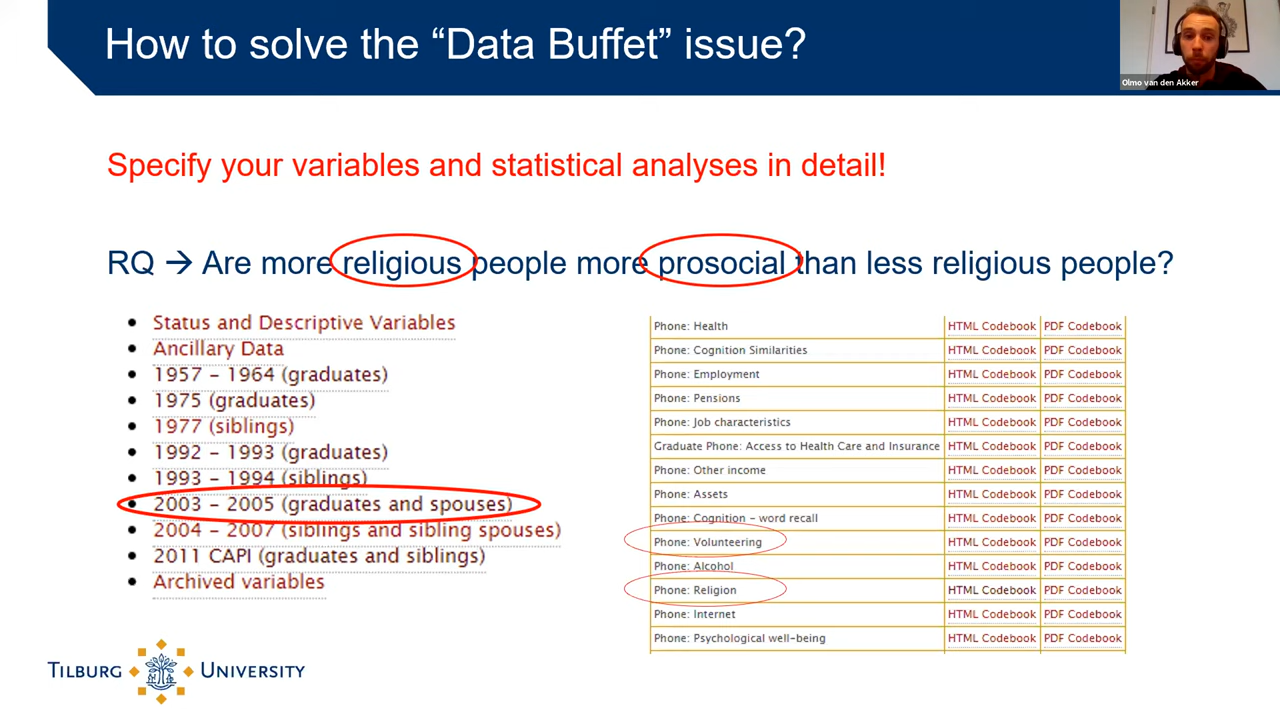 How to solve the “Data Buffet” issue?
Olmo van den Akker
Specify your variables and statistical analyses in detail!
RQ → Are more religious people more prosocial than less religious people?
Status and Descriptive Variables
Ancillary Data
1957 – 1964 (graduates)
1975 (graduates)
1977 (siblings)
1992 – 1993 (graduates)
1993 – 1994 (siblings)
2003 – 2005 (graduates and spouses)
2004 – 2007 (siblings and sibling spouses)
2011 CAPI (graduates and siblings)
Archived variables
Phone: Health HTML Codebook PDF Codebook
Phone: Cognition Similarities HTML Codebook PDF Codebook
Phone: Employment HTML Codebook PDF Codebook
Phone: Pensions HTML Codebook PDF Codebook
Phone: Job characteristics HTML Codebook PDF Codebook
Graduate Phone: Access to Health Care and Insurance HTML Codebook PDF Codebook
Phone: Other income HTML Codebook PDF Codebook
Phone: Assets HTML Codebook PDF Codebook
Phone: Cognition – word recall HTML Codebook PDF Codebook
Phone: Volunteering HTML Codebook PDF Codebook
Phone: Alcohol HTML Codebook PDF Codebook
Phone: Religion HTML Codebook PDF Codebook
Phone: Internet HTML Codebook PDF Codebook
Phone: Psychological well-being HTML Codebook PDF Codebook
TILBURG UNIVERSITY